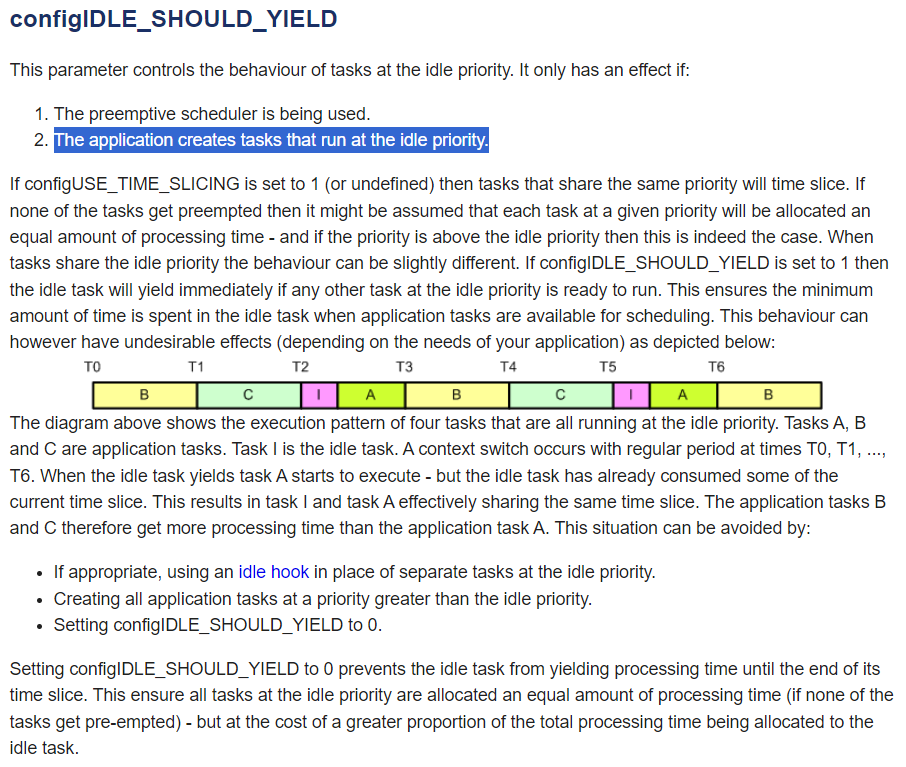 configIDLE_SHOULD_YIELD
This parameter controls the behaviour of tasks at the idle priority. It only has an effect if:
1. The preemptive scheduler is being used.
2. The application creates tasks that run at the idle priority.
If configUSE_TIME_SLICING is set to 1 (or undefined) then tasks that share the same priority will time slice. If
none of the tasks get preempted then it might be assumed that each task at a given priority will be allocated an
equal amount of processing time - and if the priority is above the idle priority then this is indeed the case. When
tasks share the idle priority the behaviour can be slightly different. If configIDLE_SHOULD_YIELD is set to 1 then
the idle task will yield immediately if any other task at the idle priority is ready to run. This ensures the minimum
amount of time is spent in the idle task when application tasks are available for scheduling. This behaviour can
however have undesirable effects (depending on the needs of your application) as depicted below:
T0 T1 T2 T3 T4 T5 T6
B C I A B C I A B
The diagram above shows the execution pattern of four tasks that are all running at the idle priority. Tasks A, B
and C are application tasks. Task I is the idle task. A context switch occurs with regular period at times T0, T1, ...,
T6. When the idle task yields task A starts to execute - but the idle task has already consumed some of the
current time slice. This results in task I and task A effectively sharing the same time slice. The application tasks B
and C therefore get more processing time than the application task A. This situation can be avoided by:
• If appropriate, using an idle hook in place of separate tasks at the idle priority.
• Creating all application tasks at a priority greater than the idle priority.
• Setting configIDLE_SHOULD_YIELD to 0.
Setting configIDLE_SHOULD_YIELD to 0 prevents the idle task from yielding processing time until the end of its
time slice. This ensure all tasks at the idle priority are allocated an equal amount of processing time (if none of the
tasks get pre-empted) - but at the cost of a greater proportion of the total processing time being allocated to the
idle task.